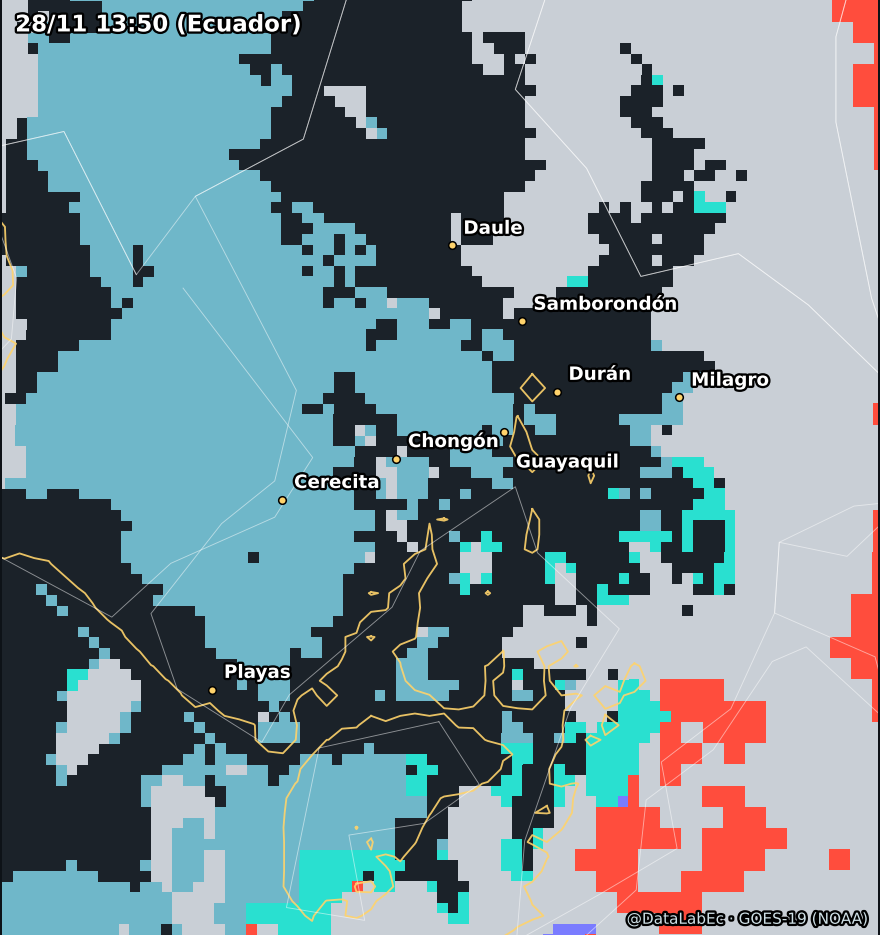 28/11 13:50 (Ecuador)
Daule
Samborondón
Durán
Milagro
Chongón
Guayaquil
Cerecita
Playas
@DataLabEc · GOES-19 (NOAA)